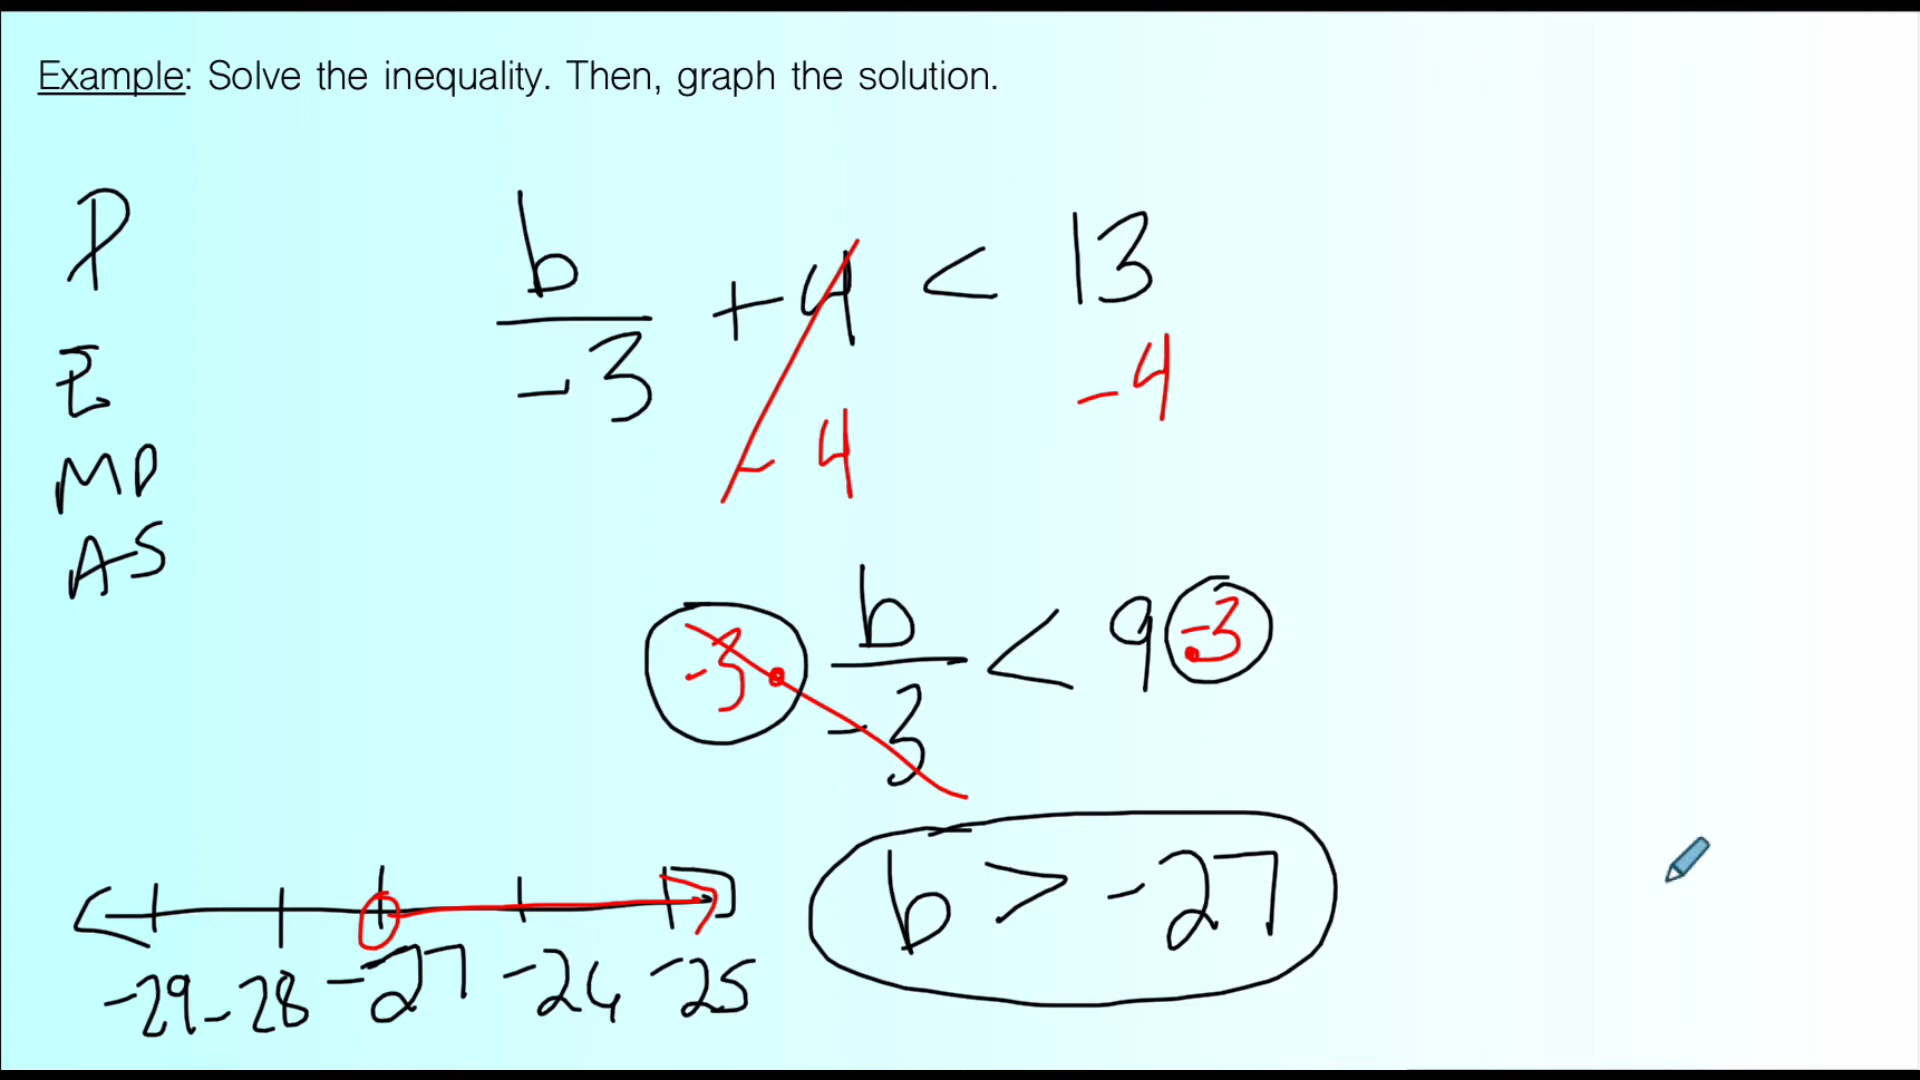 Example: Solve the inequality. Then, graph the solution.
P
E
MD
AS
b/-3 + 4 < 13
-4 -4
-3 • b/-3 < 9 • -3
b > -27
-29 -28 -27 -26 -25